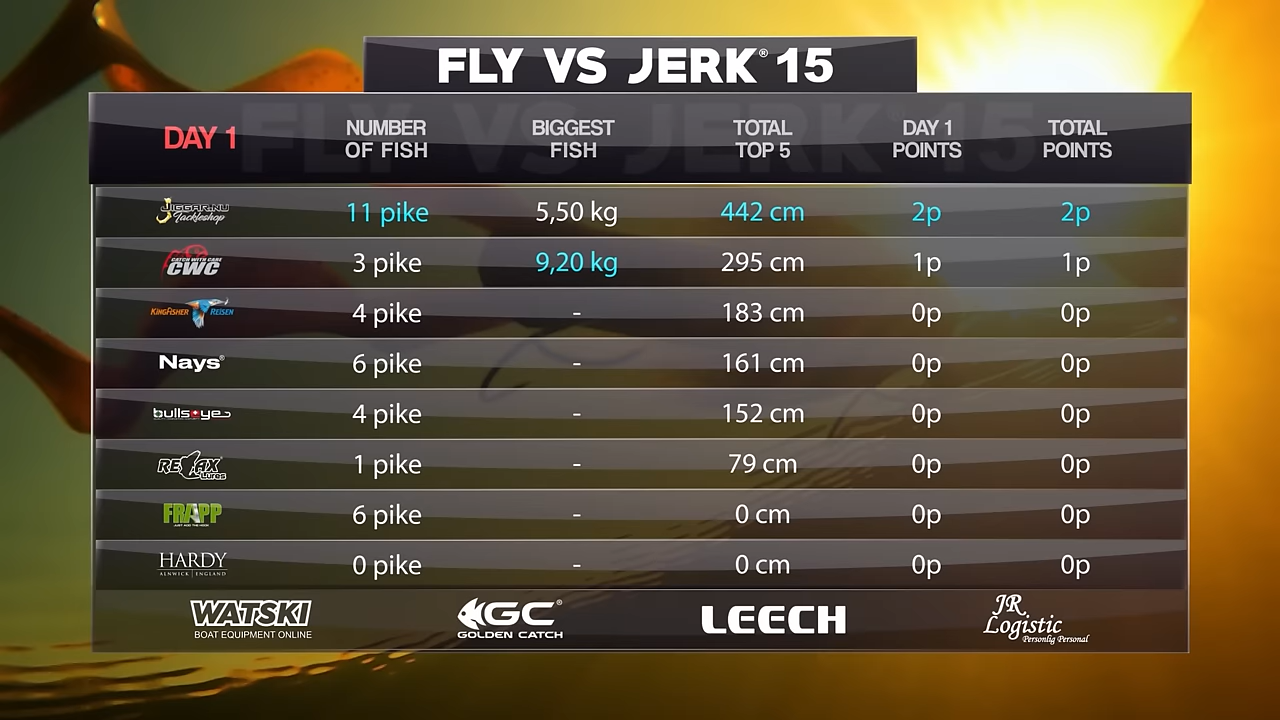 FLY VS JERK® 15
DAY 1
NUMBER OF FISH
BIGGEST FISH
TOTAL TOP 5
DAY 1 POINTS
TOTAL POINTS
JIGGAR.NU Tackleshop 11 pike 5,50 kg 442 cm 2p 2p
CATCH WITH CARE CWC 3 pike 9,20 kg 295 cm 1p 1p
KINGFISHER REISEN 4 pike - 183 cm 0p 0p
Nays® 6 pike - 161 cm 0p 0p
bullseye 4 pike - 152 cm 0p 0p
RELAX Lures 1 pike - 79 cm 0p 0p
FRAPP 6 pike - 0 cm 0p 0p
HARDY ALNWICK | ENGLAND 0 pike - 0 cm 0p 0p
WATSKI BOAT EQUIPMENT ONLINE
GC® GOLDEN CATCH
LEECH
JR. Logistic Personlig Personal